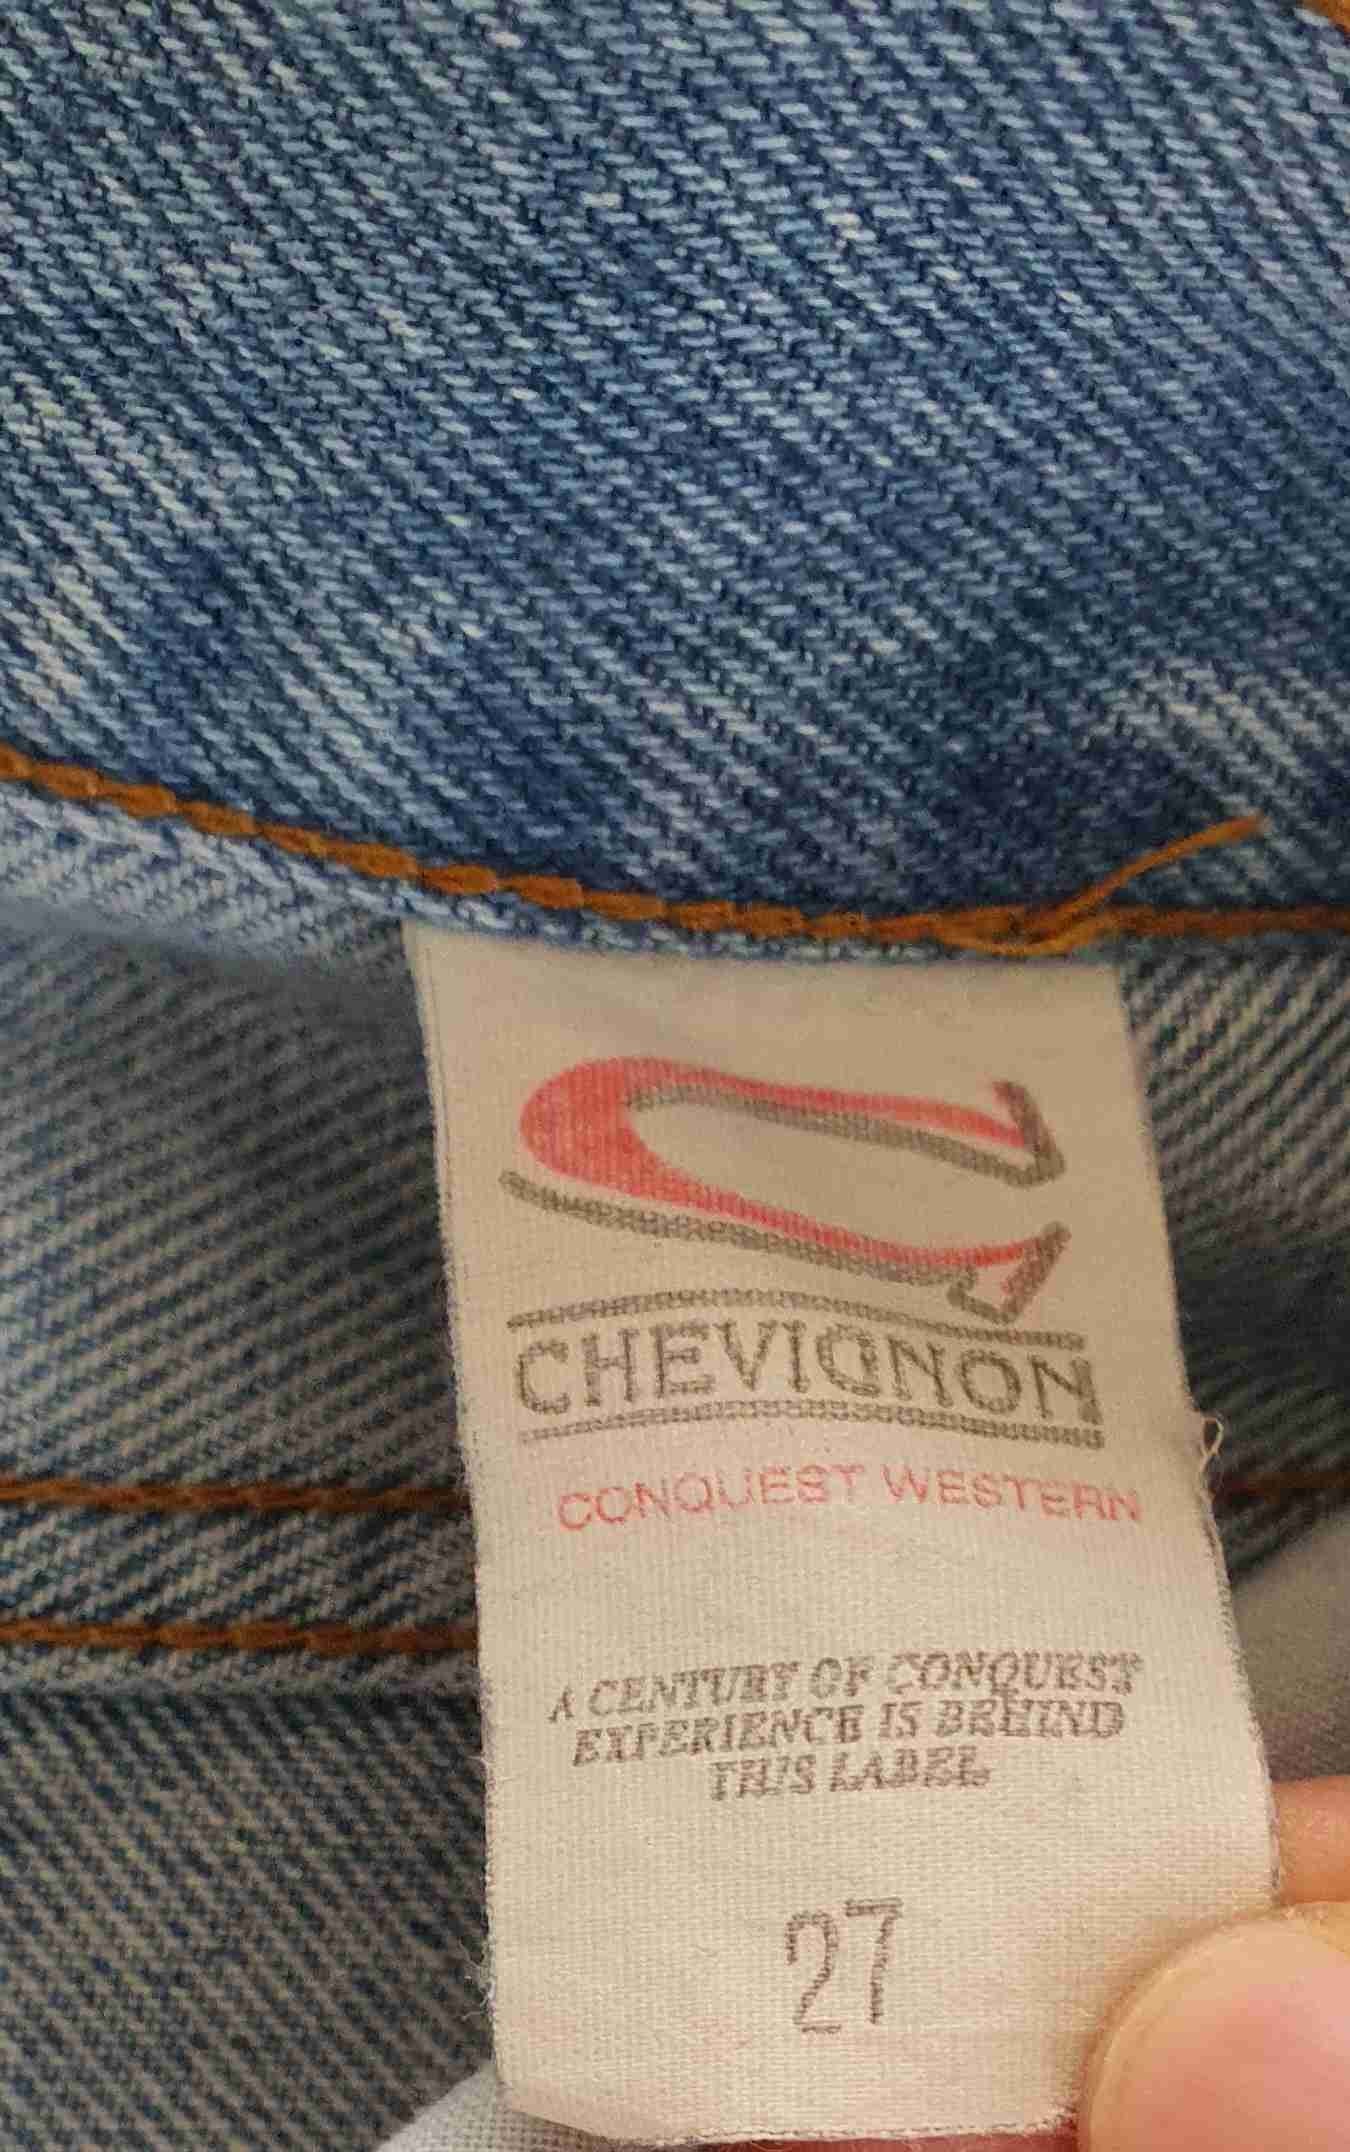 CHEVIGNON
CONQUEST WESTERN
A CENTURY OF CONQUEST
EXPERIENCE IS BEHIND
THIS LABEL
27